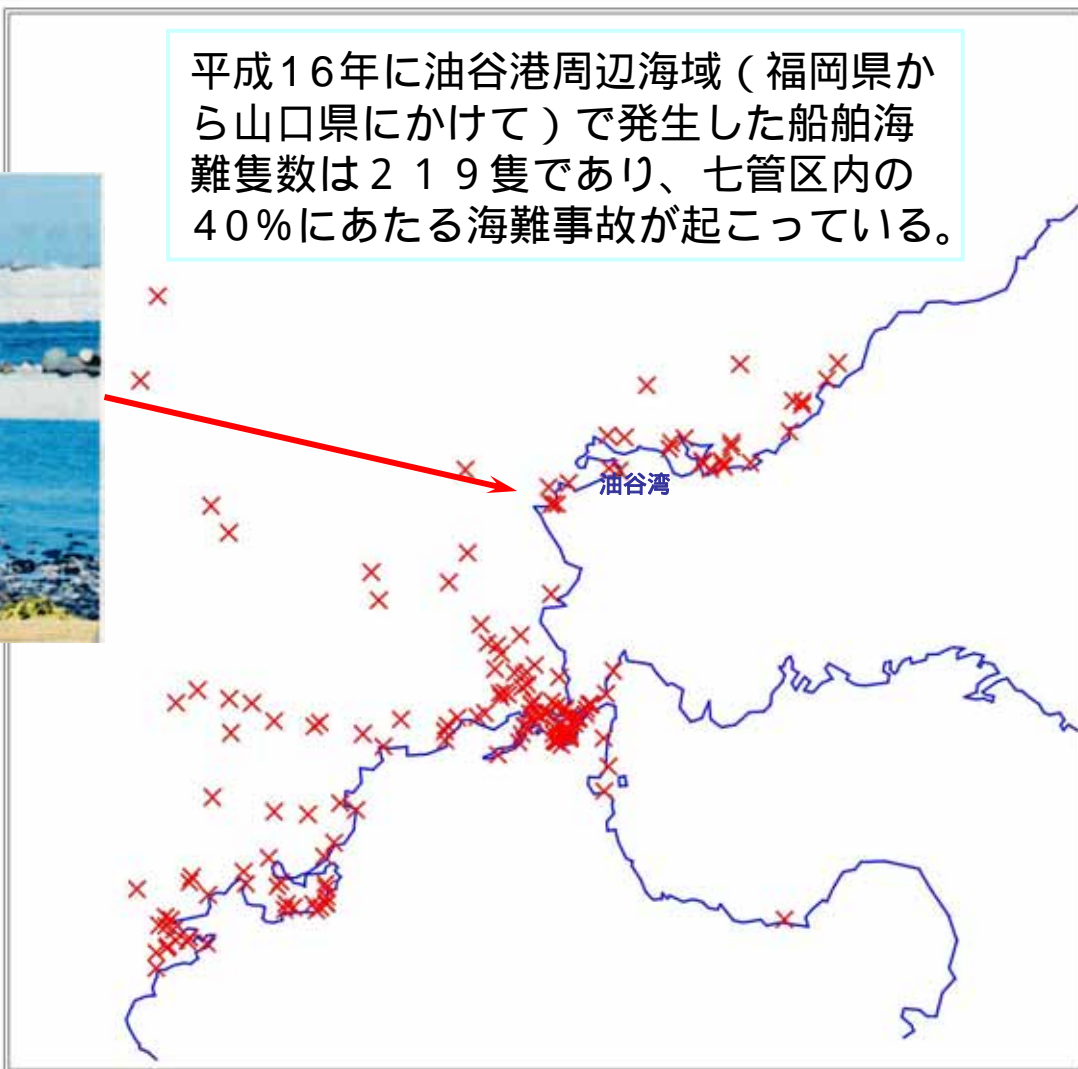 平成16年に油谷港周辺海域（福岡県か
ら山口県にかけて）で発生した船舶海
難隻数は２１９隻であり、七管区内の
40％にあたる海難事故が起こっている。
油谷湾